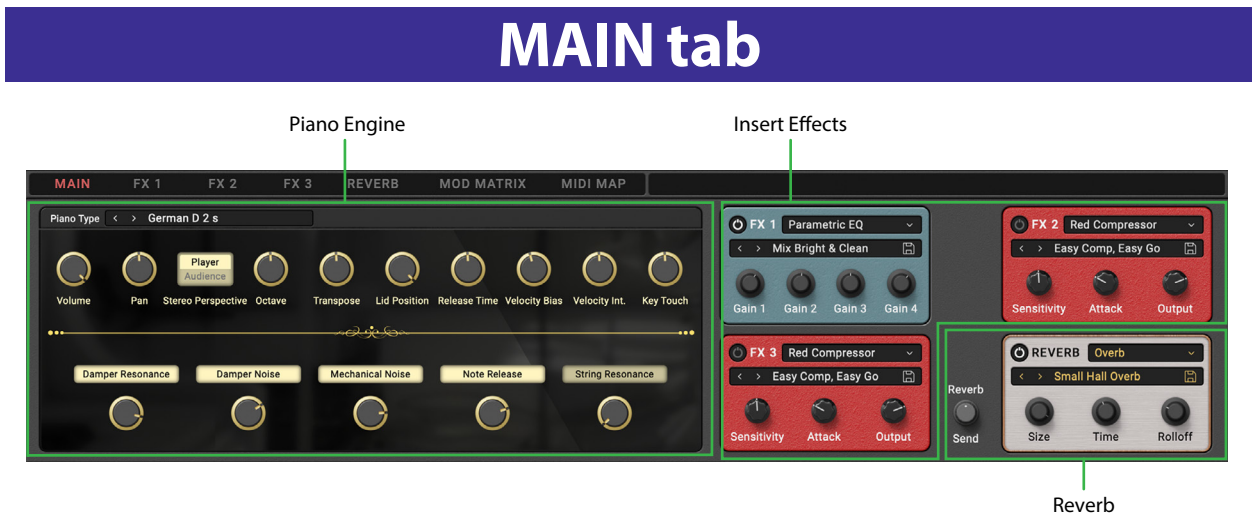 MAIN tab
Piano Engine
Insert Effects
MAIN FX 1 FX 2 FX 3 REVERB MOD MATRIX MIDI MAP
Piano Type < > German D 2 s
Player
Audience
Volume Pan Stereo Perspective Octave Transpose Lid Position Release Time Velocity Bias Velocity Int. Key Touch
Damper Resonance Damper Noise Mechanical Noise Note Release String Resonance
FX 1 Parametric EQ
< > Mix Bright & Clean
Gain 1 Gain 2 Gain 3 Gain 4
FX 2 Red Compressor
< > Easy Comp, Easy Go
Sensitivity Attack Output
FX 3 Red Compressor
< > Easy Comp, Easy Go
Sensitivity Attack Output
Reverb
Send
REVERB Overb
< > Small Hall Overb
Size Time Rolloff
Reverb